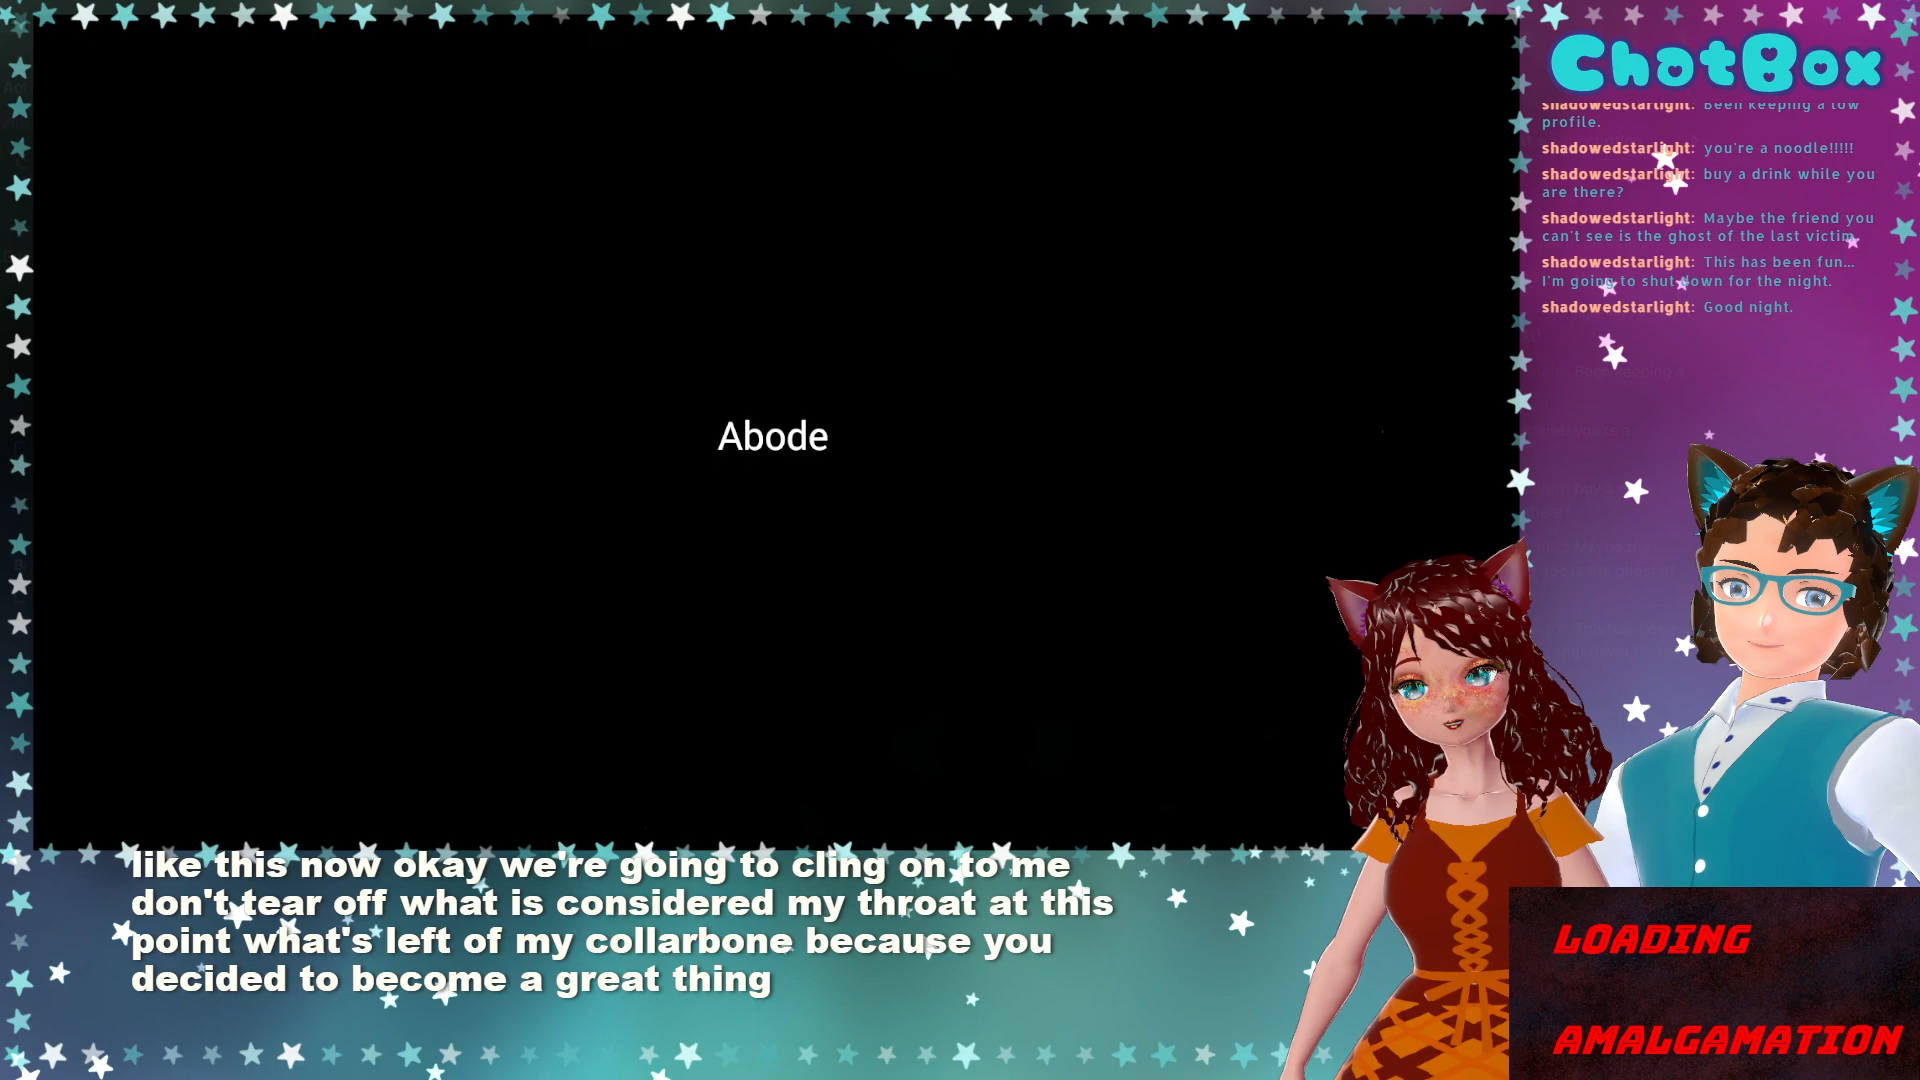 ChatBox
shadowedstarlight: Been keeping a low
profile.
shadowedstarlight: you're a noodle!!!!!
shadowedstarlight: buy a drink while you
are there?
shadowedstarlight: Maybe the friend you
can't see is the ghost of the last victim
shadowedstarlight: This has been fun...
I'm going to shut down for the night.
shadowedstarlight: Good night.
Abode
like this now okay we're going to cling on to me
don't tear off what is considered my throat at this
point what's left of my collarbone because you
decided to become a great thing
LOADING
AMALGAMATION